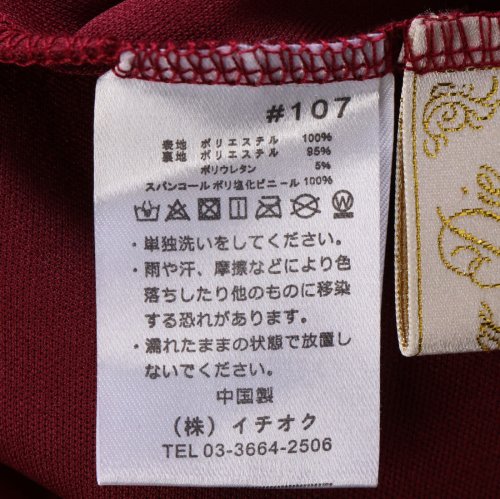 #107
表地 ポリエステル 100%
裏地 ポリエステル 95%
ポリウレタン 5%
スパンコール ポリ塩化ビニール 100%
・単独洗いをしてください。
・雨や汗、摩擦などにより色
落ちしたり他のものに移染
する恐れがあります。
・濡れたままの状態で放置し
ないでください。
中国製
(株) イチオク
TEL 03-3664-2506